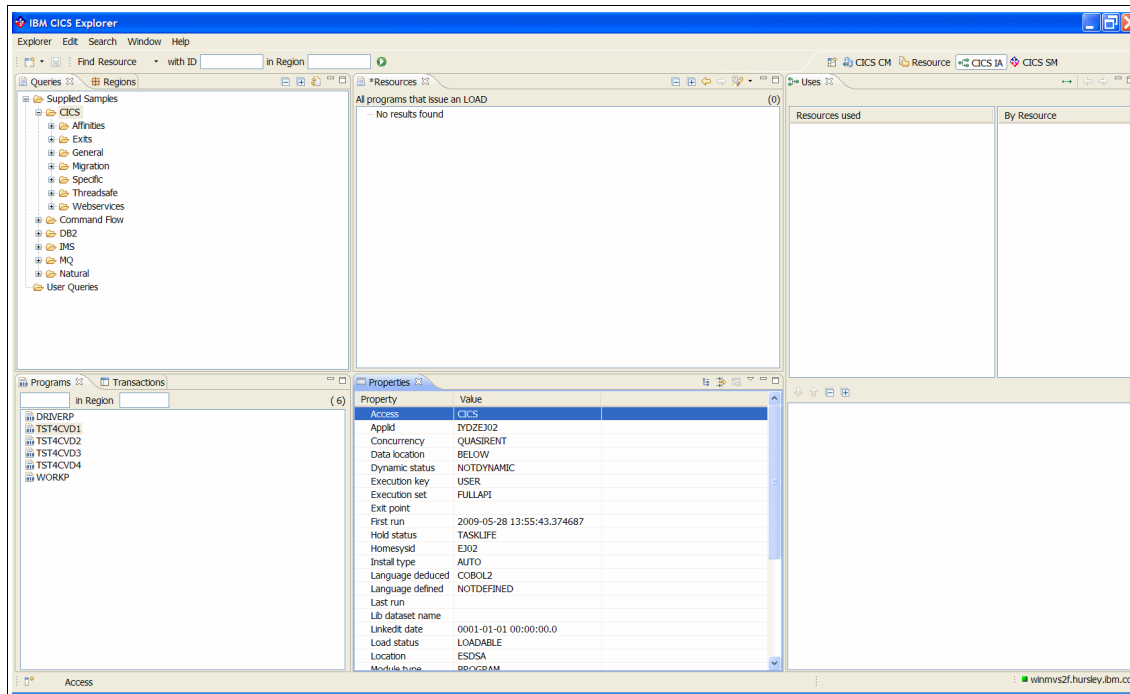 IBM CICS Explorer
Explorer Edit Search Window Help
Find Resource with ID in Region
CICS CM Resource CICS IA CICS SM
Queries Regions
Supplied Samples
CICS
Affinities
Exits
General
Migration
Specific
Threadsafe
Webservices
Command Flow
DB2
IMS
MQ
Natural
User Queries
*Resources
All programs that issue an LOAD (0)
No results found
Uses
Resources used By Resource
Programs Transactions
in Region (6)
DRIVERP
TST4CVD1
TST4CVD2
TST4CVD3
TST4CVD4
WORKP
Properties
Property Value
Access CICS
Applid IYDZEJ02
Concurrency QUASIRENT
Data location BELOW
Dynamic status NOTDYNAMIC
Execution key USER
Execution set FULLAPI
Exit point
First run 2009-05-28 13:55:43.374687
Hold status TASKLIFE
Homesysid EJ02
Install type AUTO
Language deduced COBOL2
Language defined NOTDEFINED
Last run
Lib dataset name
Linkedit date 0001-01-01 00:00:00.0
Load status LOADABLE
Location ESDSA
Module type PROGRAM
Access
winmvs2f.hursley.ibm.co